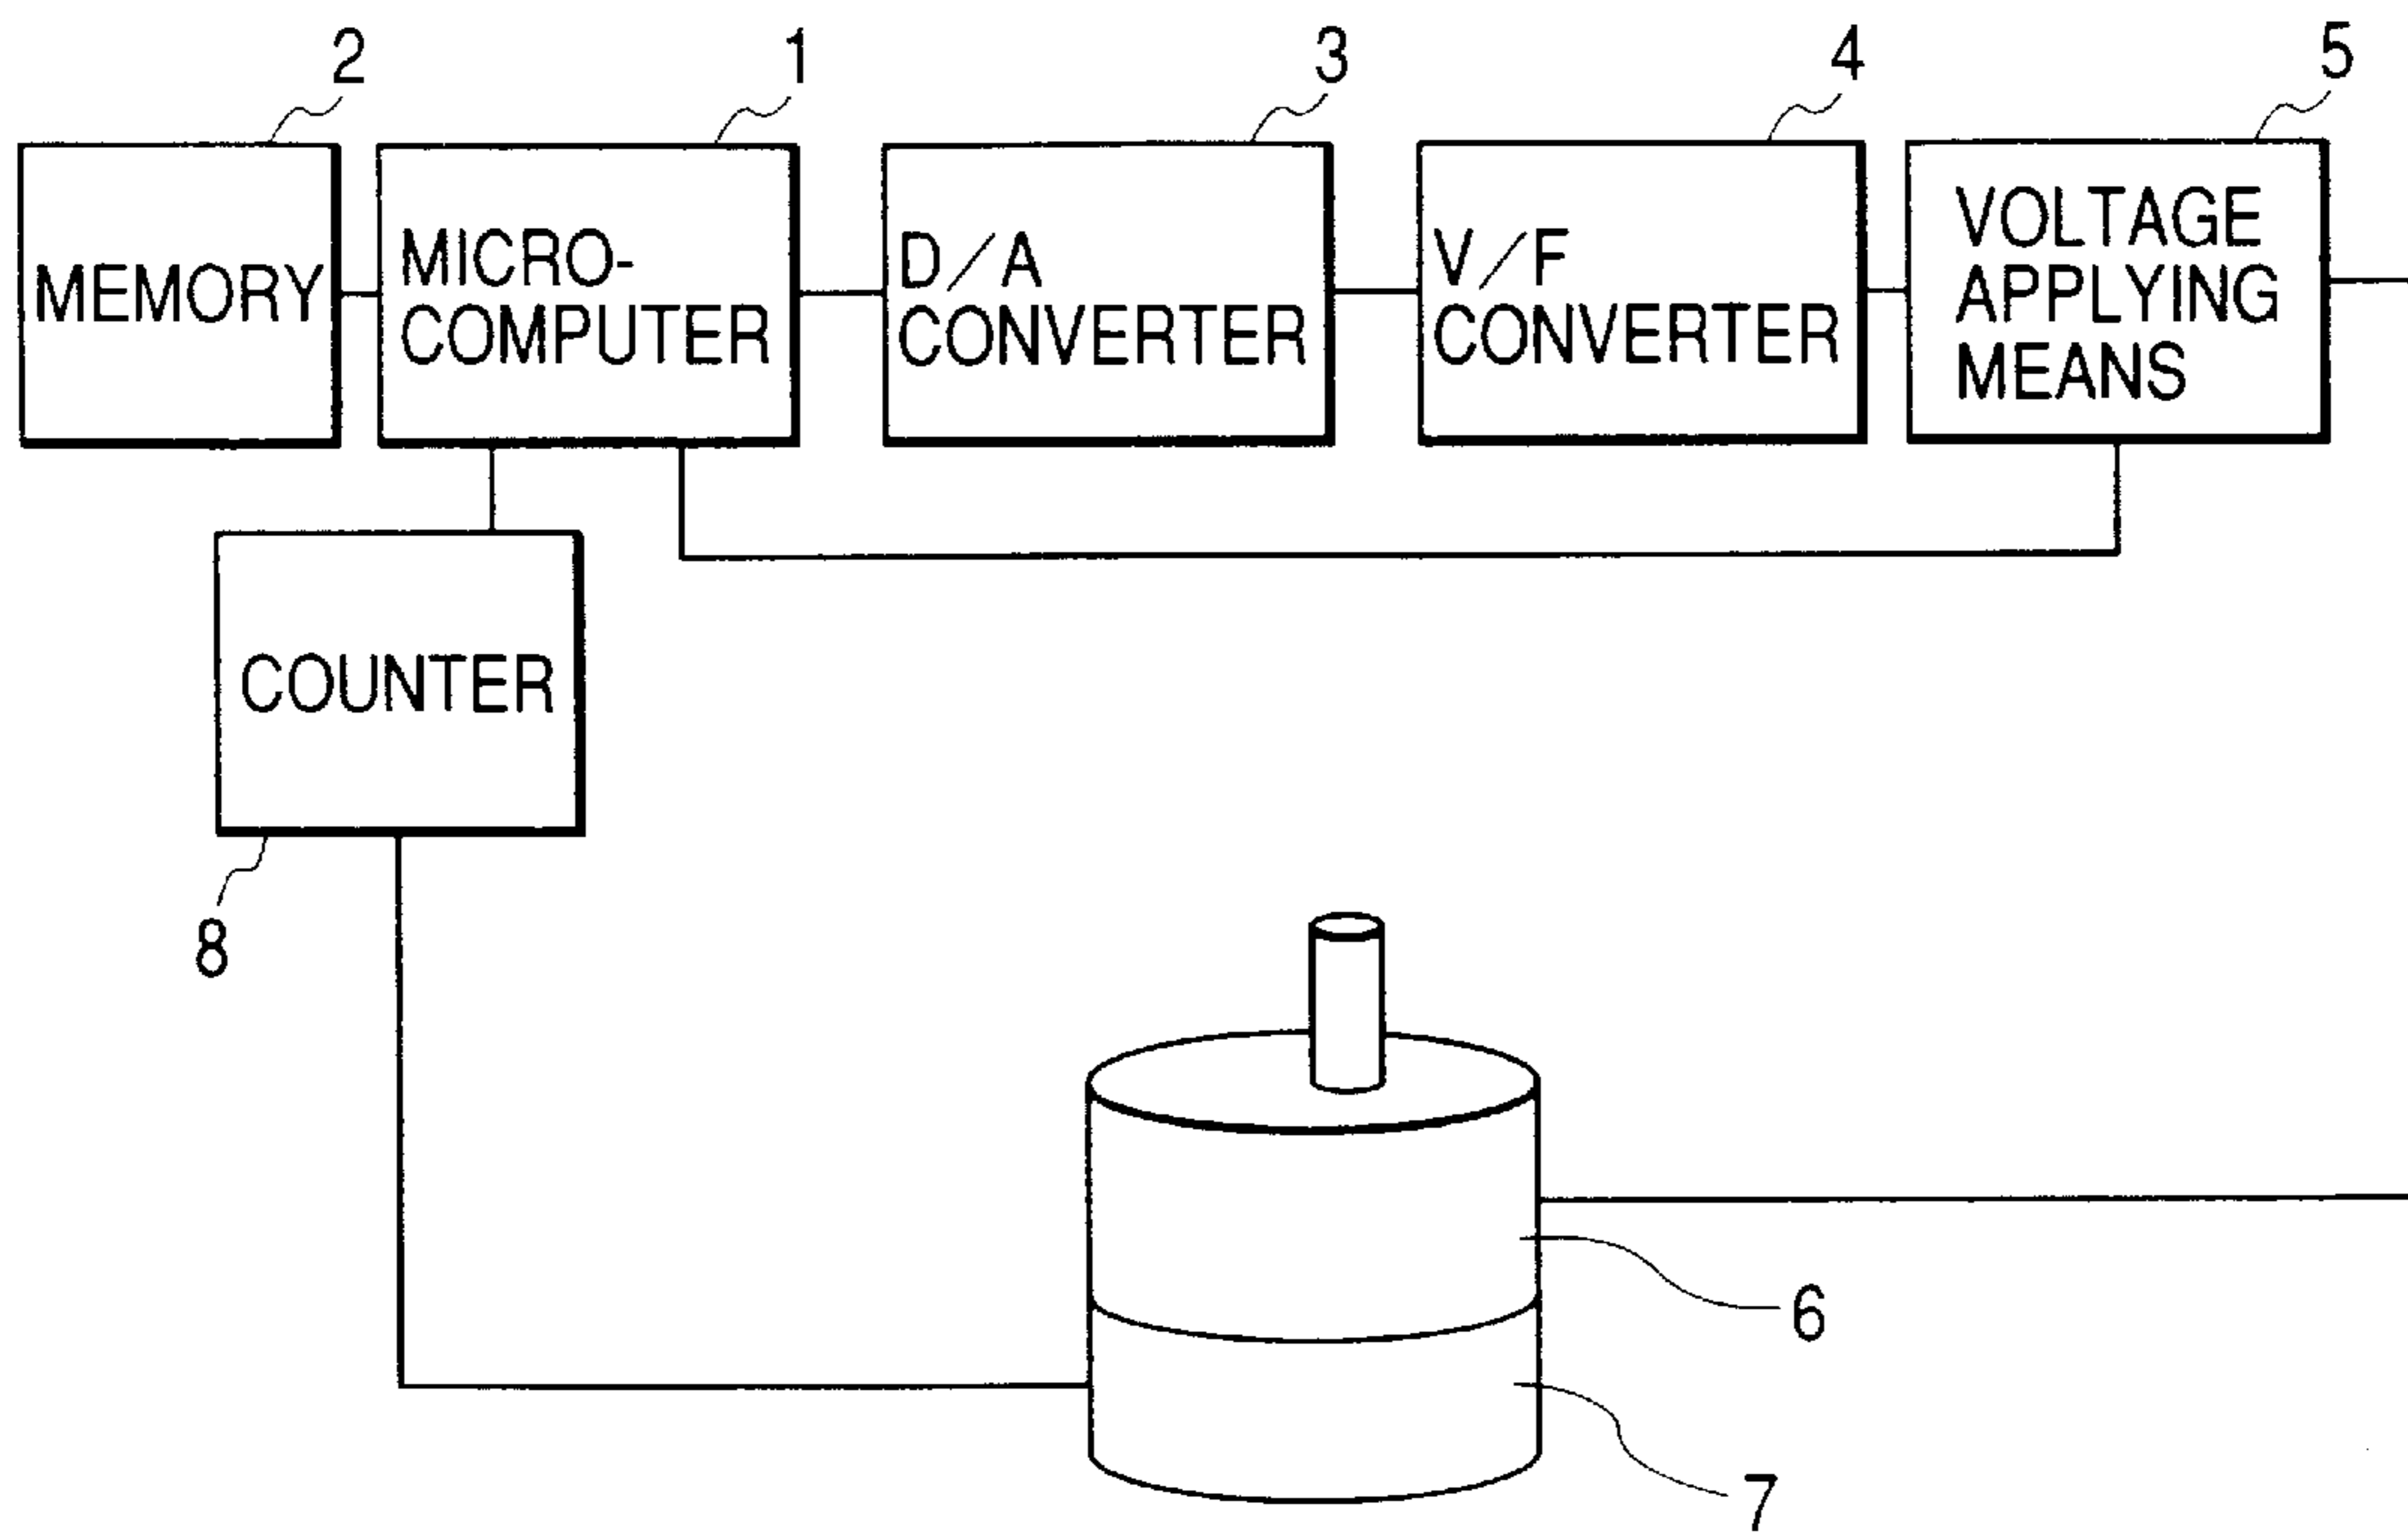 2
1
3
4
5
MEMORY
MICRO-
COMPUTER
D/A
CONVERTER
V/F
CONVERTER
VOLTAGE
APPLYING
MEANS
COUNTER
8
6
7